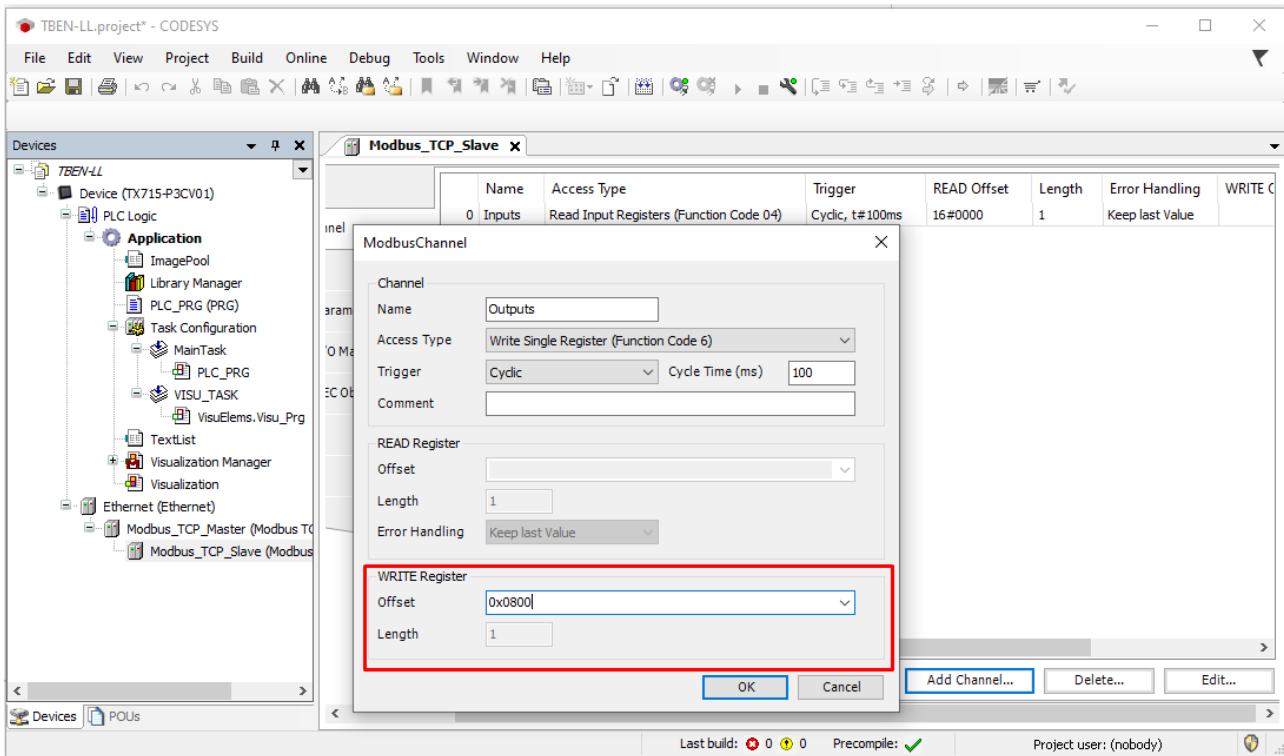 TBEN-LL.project* - CODESYS
File Edit View Project Build Online Debug Tools Window Help
Devices
TBEN-LL
Device (TX715-P3CV01)
PLC Logic
Application
ImagePool
Library Manager
PLC_PRG (PRG)
Task Configuration
MainTask
PLC_PRG
VISU_TASK
VisuElems.Visu_Prg
TextList
Visualization Manager
Visualization
Ethernet (Ethernet)
Modbus_TCP_Master (Modbus TC
Modbus_TCP_Slave (Modbus
Devices POUs
Modbus_TCP_Slave
Name Access Type Trigger READ Offset Length Error Handling WRITE O
0 Inputs Read Input Registers (Function Code 04) Cyclic, t#100ms 16#0000 1 Keep last Value
nnel
aram
/O Ma
EC Ob
ModbusChannel
Channel
Name Outputs
Access Type Write Single Register (Function Code 6)
Trigger Cyclic Cycle Time (ms) 100
Comment
READ Register
Offset
Length 1
Error Handling Keep last Value
WRITE Register
Offset 0x0800
Length 1
OK Cancel
Add Channel... Delete... Edit...
Last build: 0 0 Precompile: Project user: (nobody)